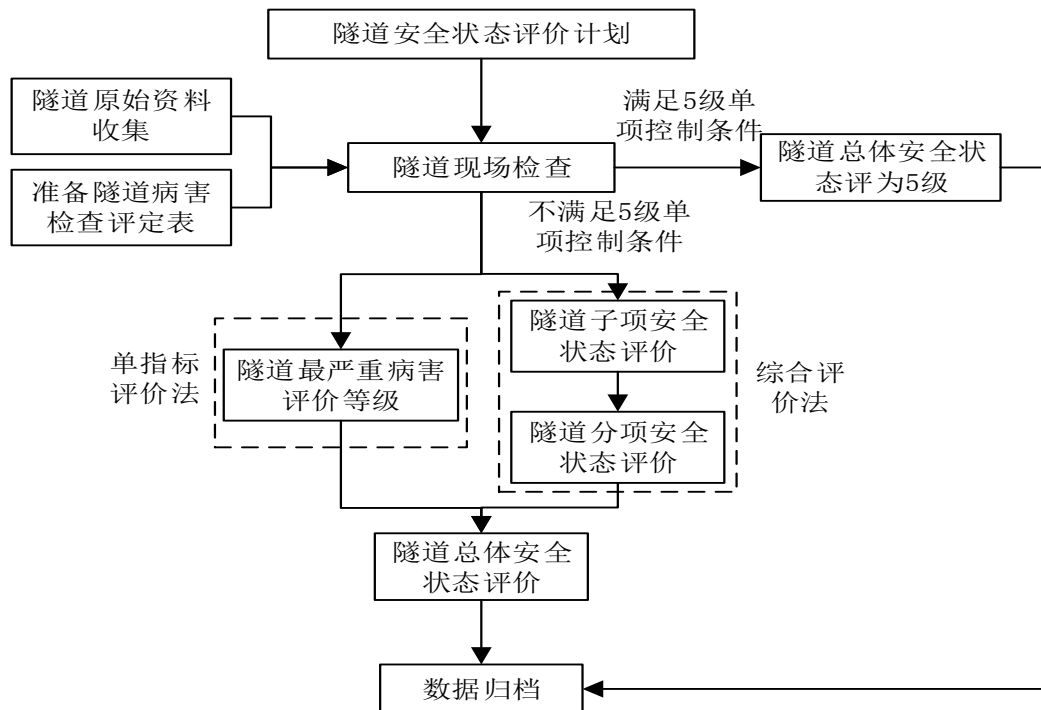 隧道安全状态评价计划
隧道原始资料
收集
准备隧道病害
检查评定表
隧道现场检查
满足5级单
项控制条件
隧道总体安全状
态评为5级
不满足5级单
项控制条件
单指标
评价法
隧道最严重病害
评价等级
隧道子项安全
状态评价
隧道分项安全
状态评价
综合评
价法
隧道总体安全
状态评价
数据归档